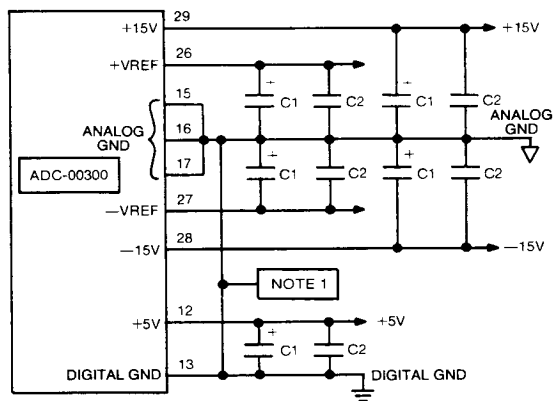 29
+15V
+15V
26
+VREF
15
+
+
C1
C2
C1
C2
ANALOG
GND
16
ANALOG
GND
17
+
+
C1
C2
C1
C2
ADC-00300
27
—VREF
28
—15V
—15V
NOTE 1
12
+5V
+5V
+
C1
C2
13
DIGITAL GND
DIGITAL GND